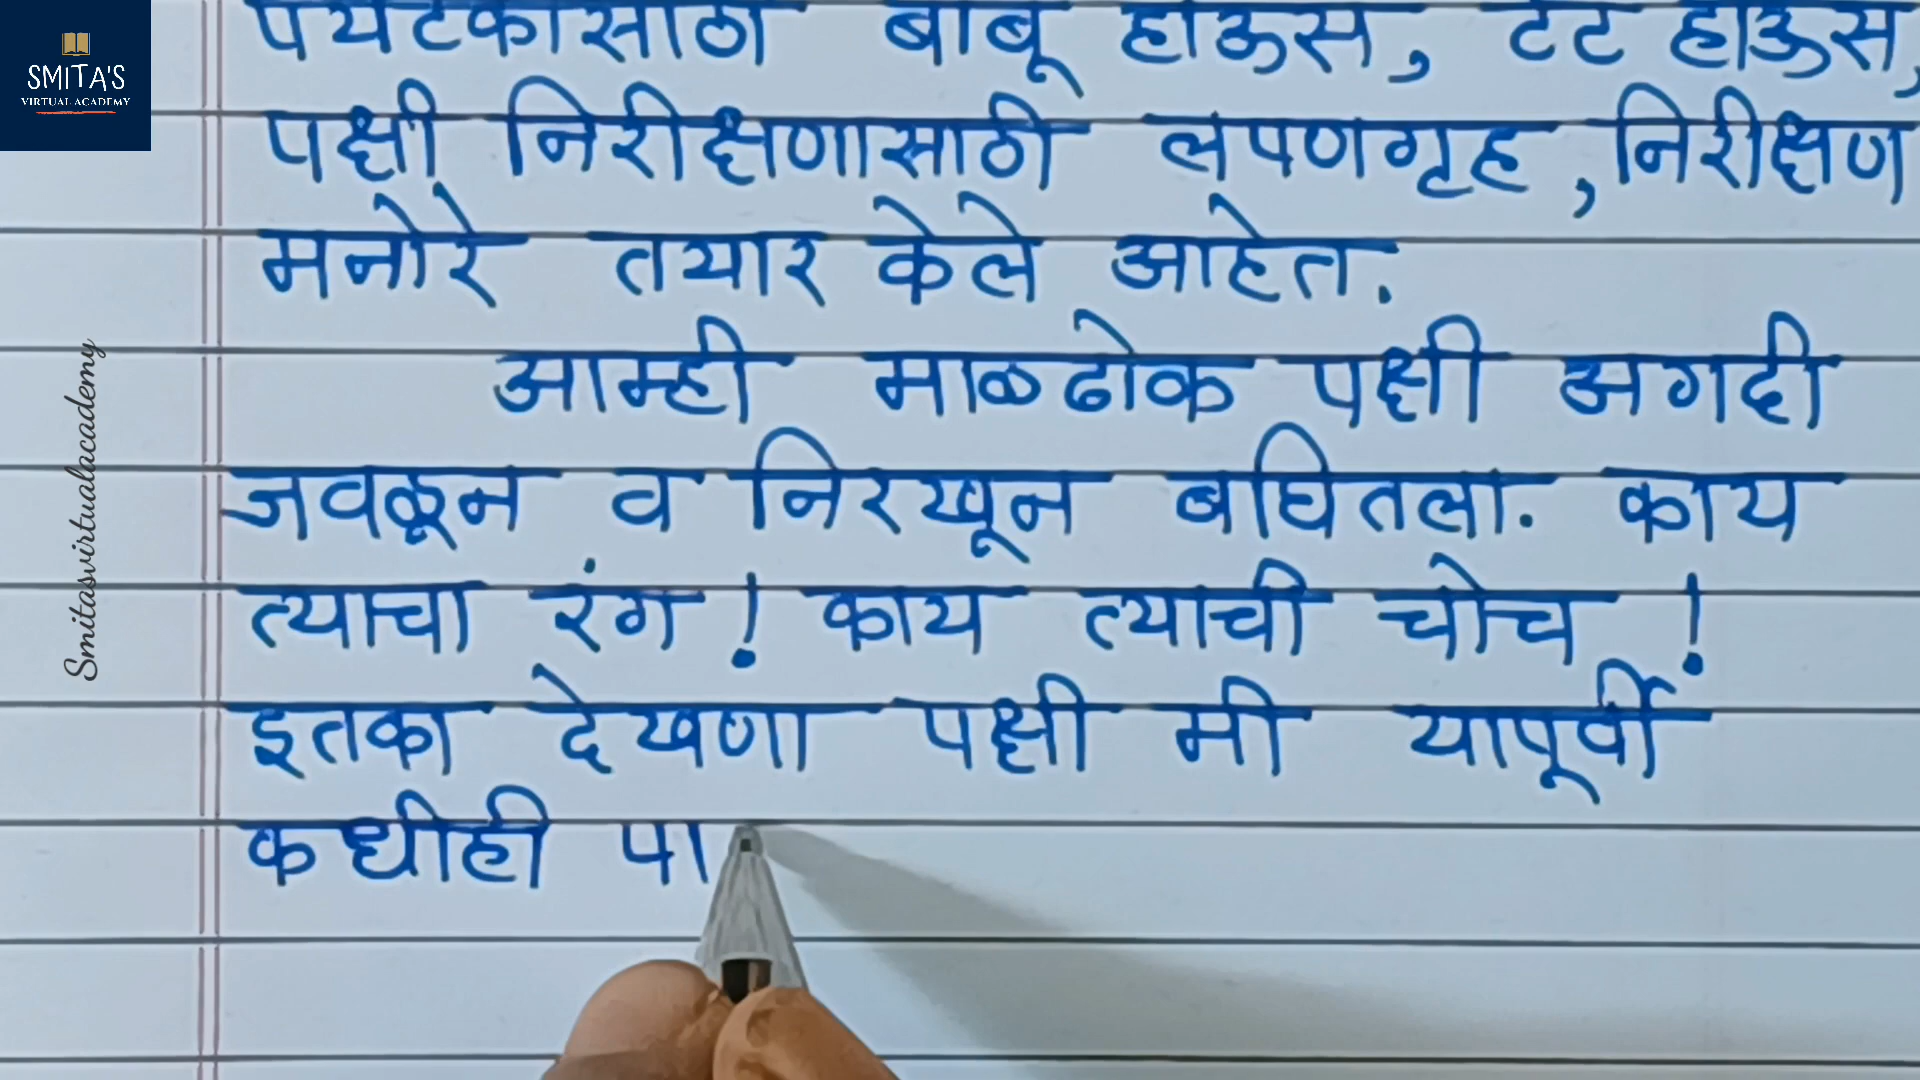 SMITA'S
VIRTUAL ACADEMY
Smitasvirtualacademy
पर्यटकांसाठी बांबू हाऊस, टेंट हाऊस,
पक्षी निरीक्षणासाठी लपणगृह, निरीक्षण
मनोरे तयार केले आहेत.
आम्ही माळढोक पक्षी अगदी
जवळून व निरखून बघितला. काय
त्याचा रंग! काय त्याची चोच!
इतका देखणा पक्षी मी यापूर्वी
कधीही पा